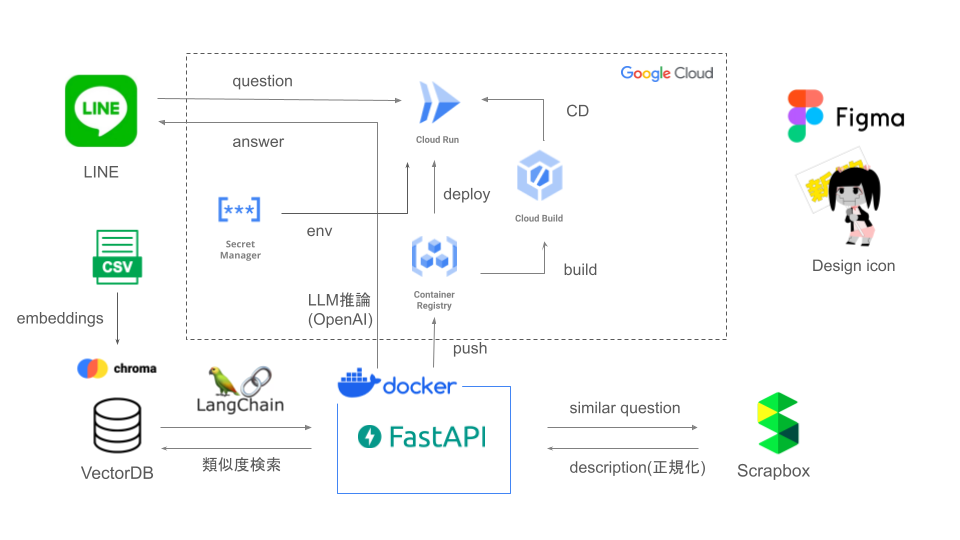 Google Cloud
question
LINE
LINE
answer
Cloud Run
CD
Figma
deploy
Cloud Build
[***]
env
Secret
Manager
Design icon
CSV
build
Container
Registry
LLM推論
(OpenAI)
embeddings
push
chroma
docker
LangChain
FastAPI
similar question
類似度検索
VectorDB
description(正規化)
Scrapbox